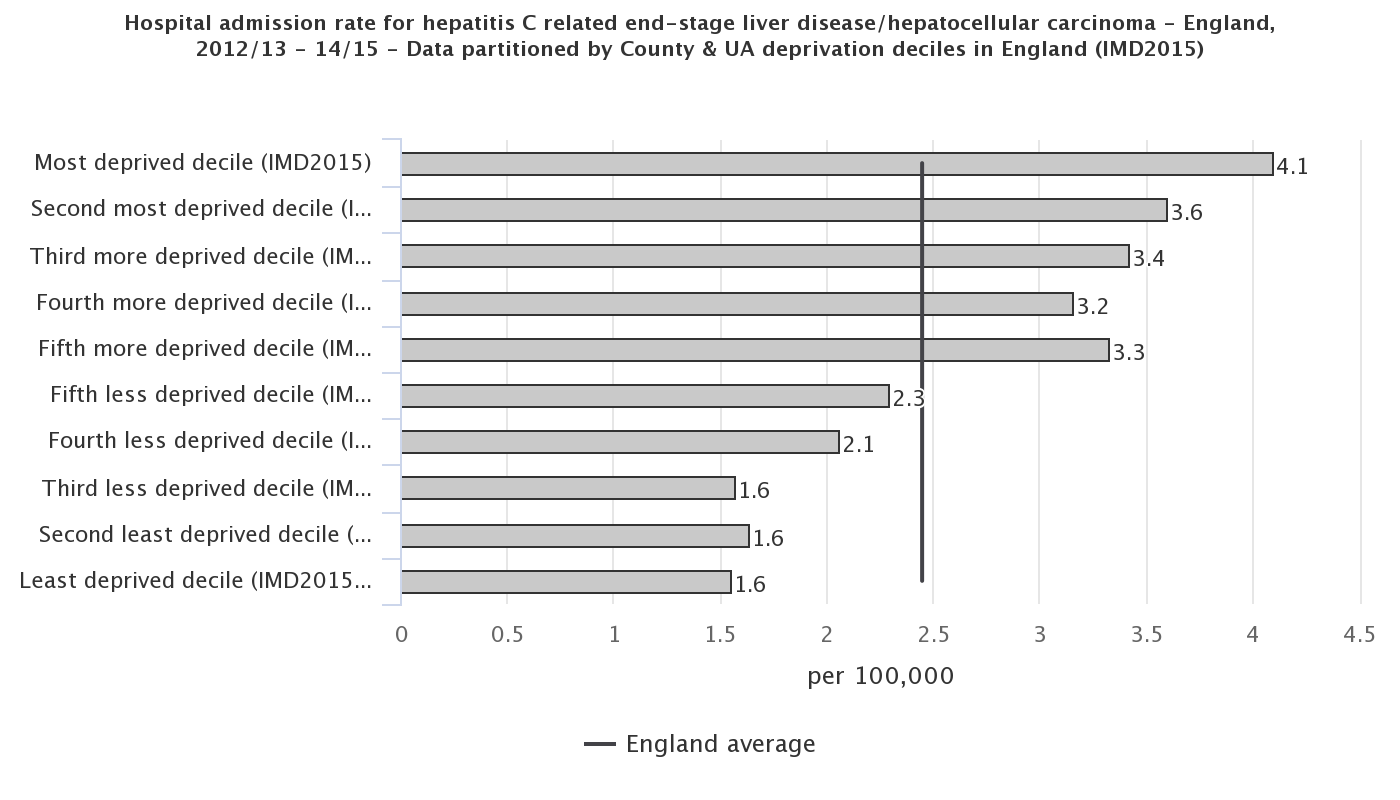 Hospital admission rate for hepatitis C related end-stage liver disease/hepatocellular carcinoma - England,
2012/13 - 14/15 - Data partitioned by County & UA deprivation deciles in England (IMD2015)
Most deprived decile (IMD2015)
4.1
Second most deprived decile (I...
3.6
Third more deprived decile (IM...
3.4
Fourth more deprived decile (I...
3.2
Fifth more deprived decile (IM...
3.3
Fifth less deprived decile (IM...
2.3
Fourth less deprived decile (I...
2.1
Third less deprived decile (IM...
1.6
Second least deprived decile (...
1.6
Least deprived decile (IMD2015...
1.6
0 0.5 1 1.5 2 2.5 3 3.5 4 4.5
per 100,000
England average